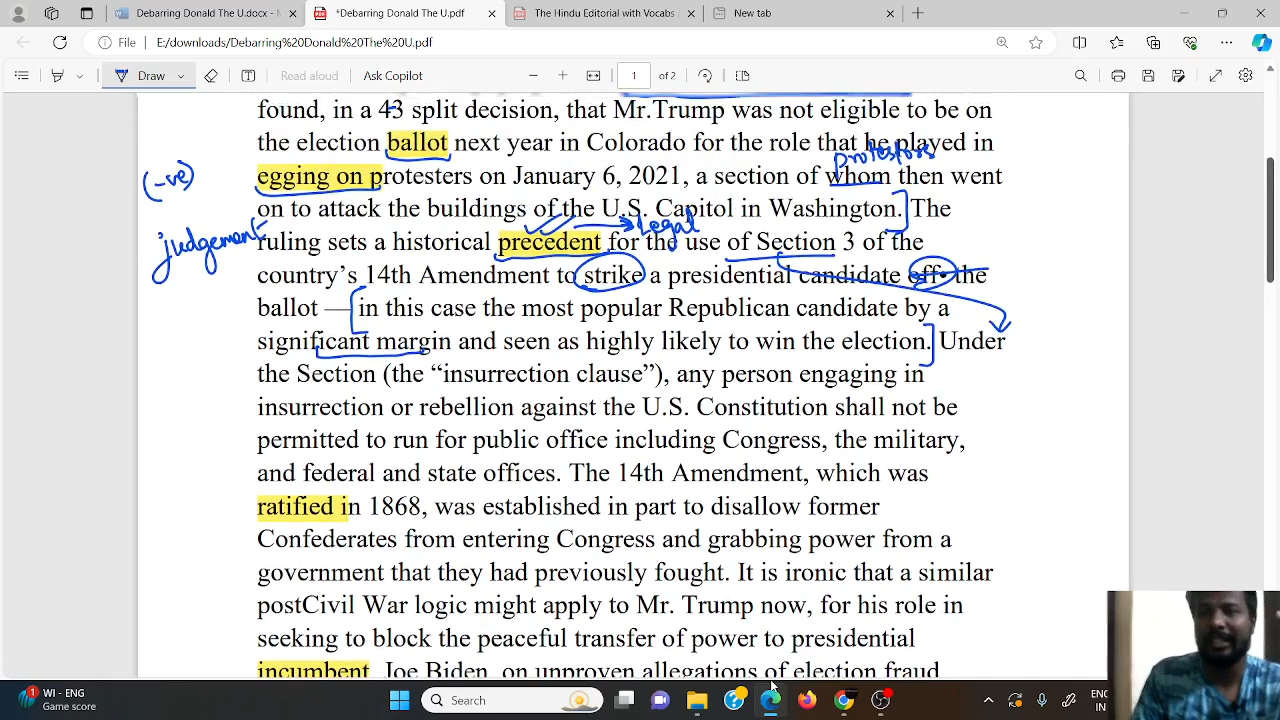 Debarring Donald The U.docx - M
*Debarring Donald The U.pdf
The Hindu Editorial with Vocabs
New tab
File
E:/downloads/Debarring%20Donald%20The%20U.pdf
Draw
Read aloud
Ask Copilot
1
of 2
found, in a 43 split decision, that Mr.Trump was not eligible to be on
the election ballot next year in Colorado for the role that he played in
protestors
(-ve)
egging on protesters on January 6, 2021, a section of whom then went
on to attack the buildings of the U.S. Capitol in Washington. The
Legal
judgement
ruling sets a historical precedent for the use of Section 3 of the
country's 14th Amendment to strike a presidential candidate off the
ballot — in this case the most popular Republican candidate by a
significant margin and seen as highly likely to win the election. Under
the Section (the “insurrection clause”), any person engaging in
insurrection or rebellion against the U.S. Constitution shall not be
permitted to run for public office including Congress, the military,
and federal and state offices. The 14th Amendment, which was
ratified in 1868, was established in part to disallow former
Confederates from entering Congress and grabbing power from a
government that they had previously fought. It is ironic that a similar
postCivil War logic might apply to Mr. Trump now, for his role in
seeking to block the peaceful transfer of power to presidential
incumbent Joe Biden, on unproven allegations of election fraud
1
WI - ENG
Game score
Search
ENG
IN